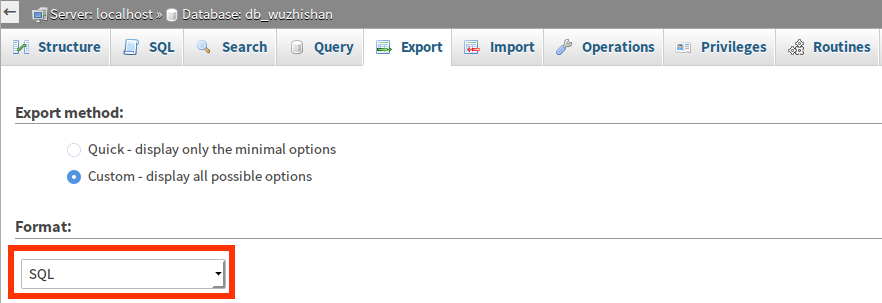 Server: localhost » Database: db_wuzhishan
Structure SQL Search Query Export Import Operations Privileges Routines
Export method:
Quick - display only the minimal options
Custom - display all possible options
Format:
SQL